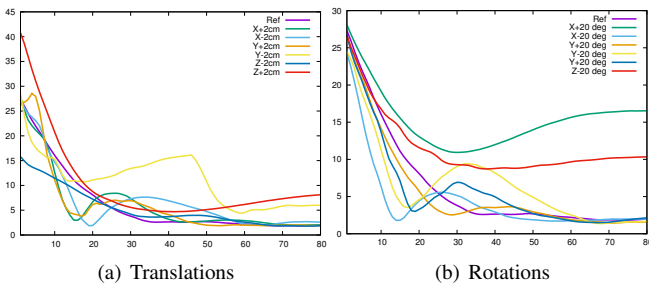 45
40
35
30
25
20
15
10
5
0
Ref
X+2cm
X-2cm
Y+2cm
Y-2cm
Z-2cm
Z+2cm
10 20 30 40 50 60 70 80
(a) Translations
30
25
20
15
10
5
0
Ref
X+20 deg
X-20 deg
Y+20 deg
Y-20 deg
Y+20 deg
Z-20 deg
10 20 30 40 50 60 70 80
(b) Rotations